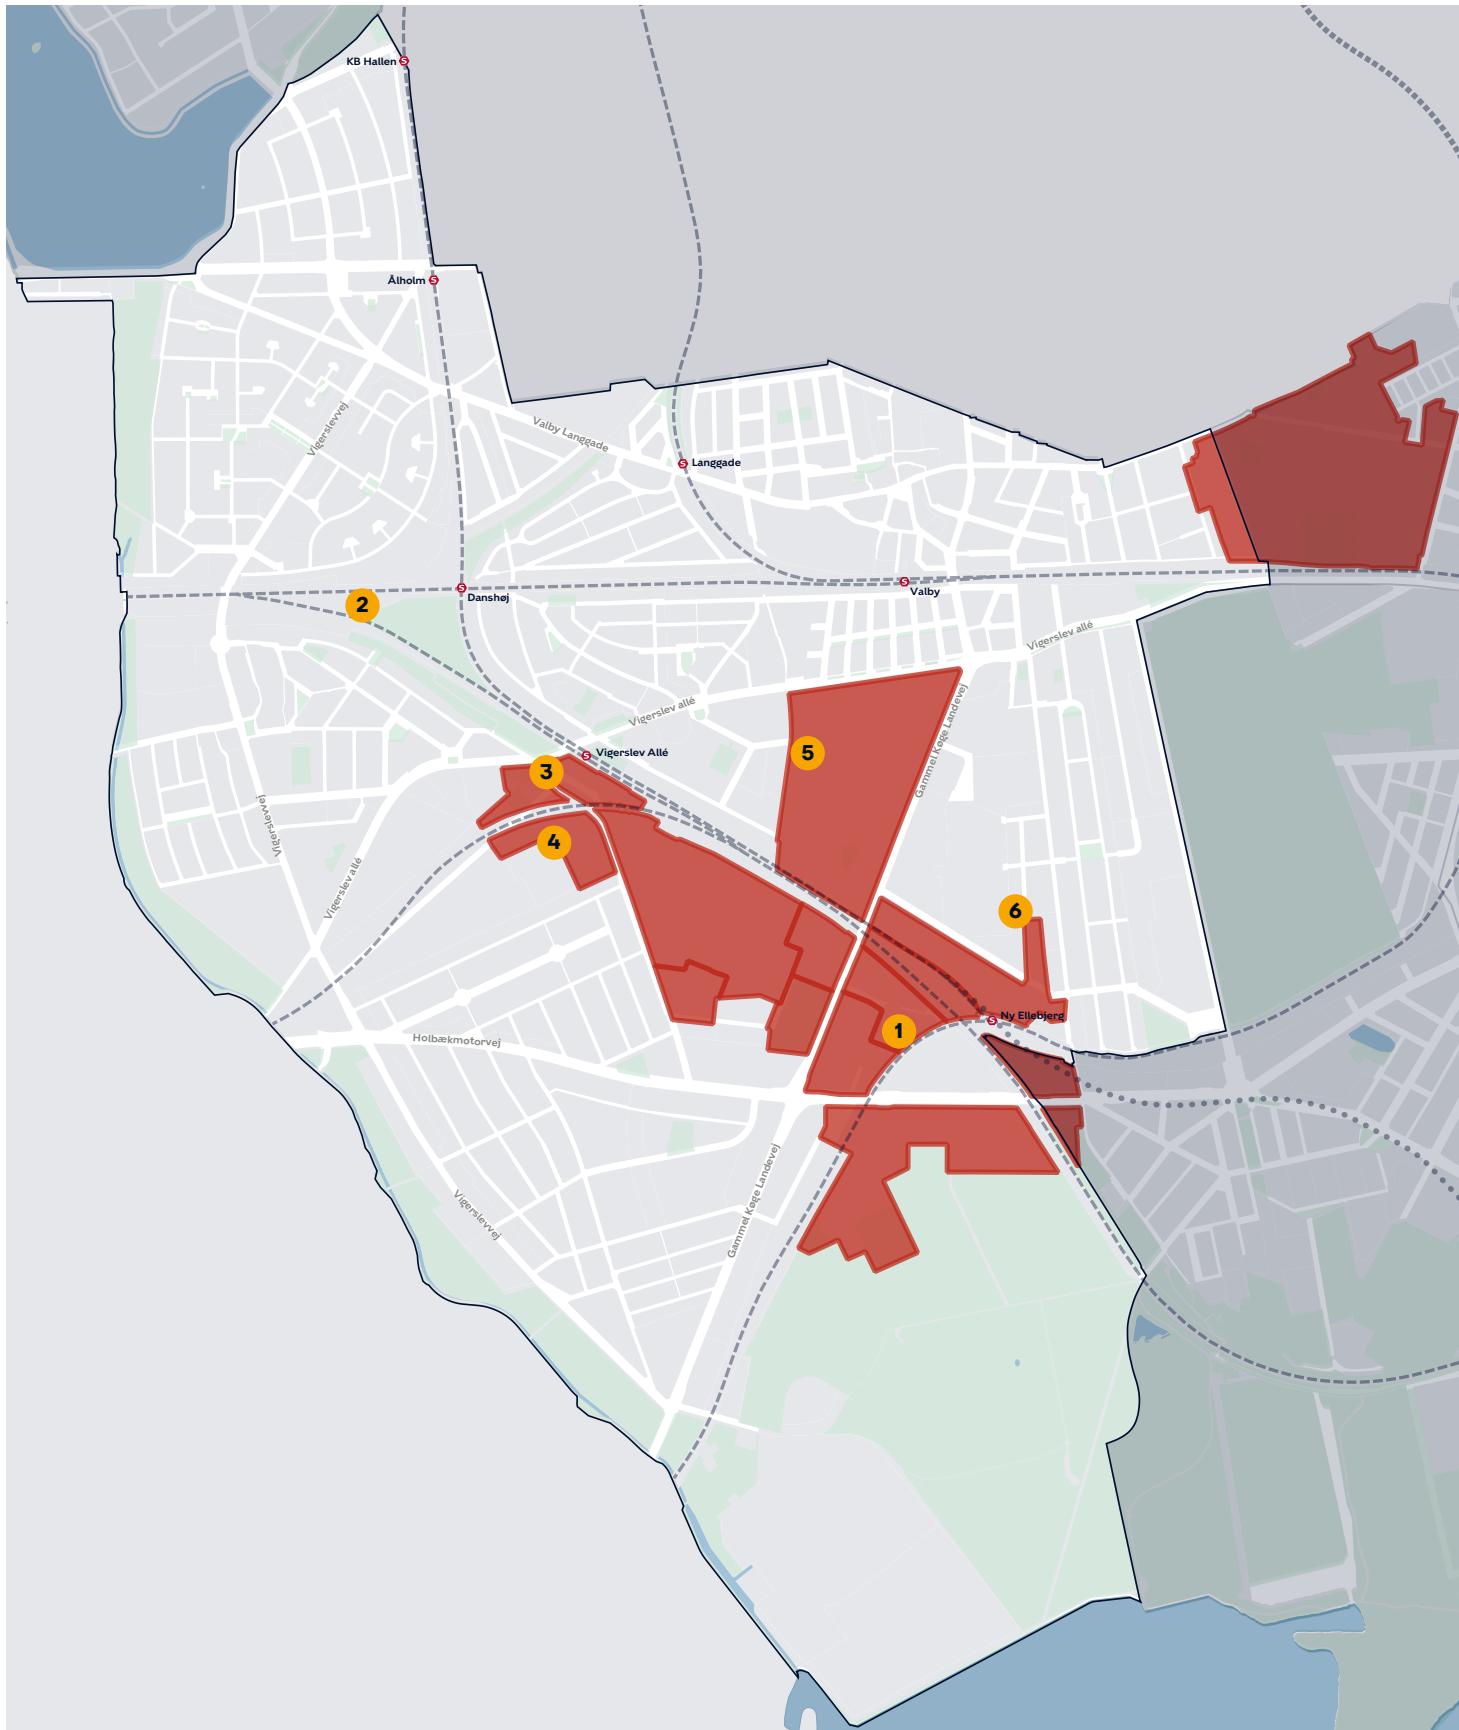 KB Hallen
S
Ålholm
S
Vigerslevvej
Valby Langgade
S
Langgade
S
Danshøj
S
Valby
2
Vigerslev allé
Vigerslev allé
Gammel Køge Landevej
S
Vigerslev Allé
5
3
4
Vigerslevvej
Vigerslev allé
6
Ny Ellebjerg
S
1
Holbækmotorvej
Gammel Køge Landevej
Vigerslevvej